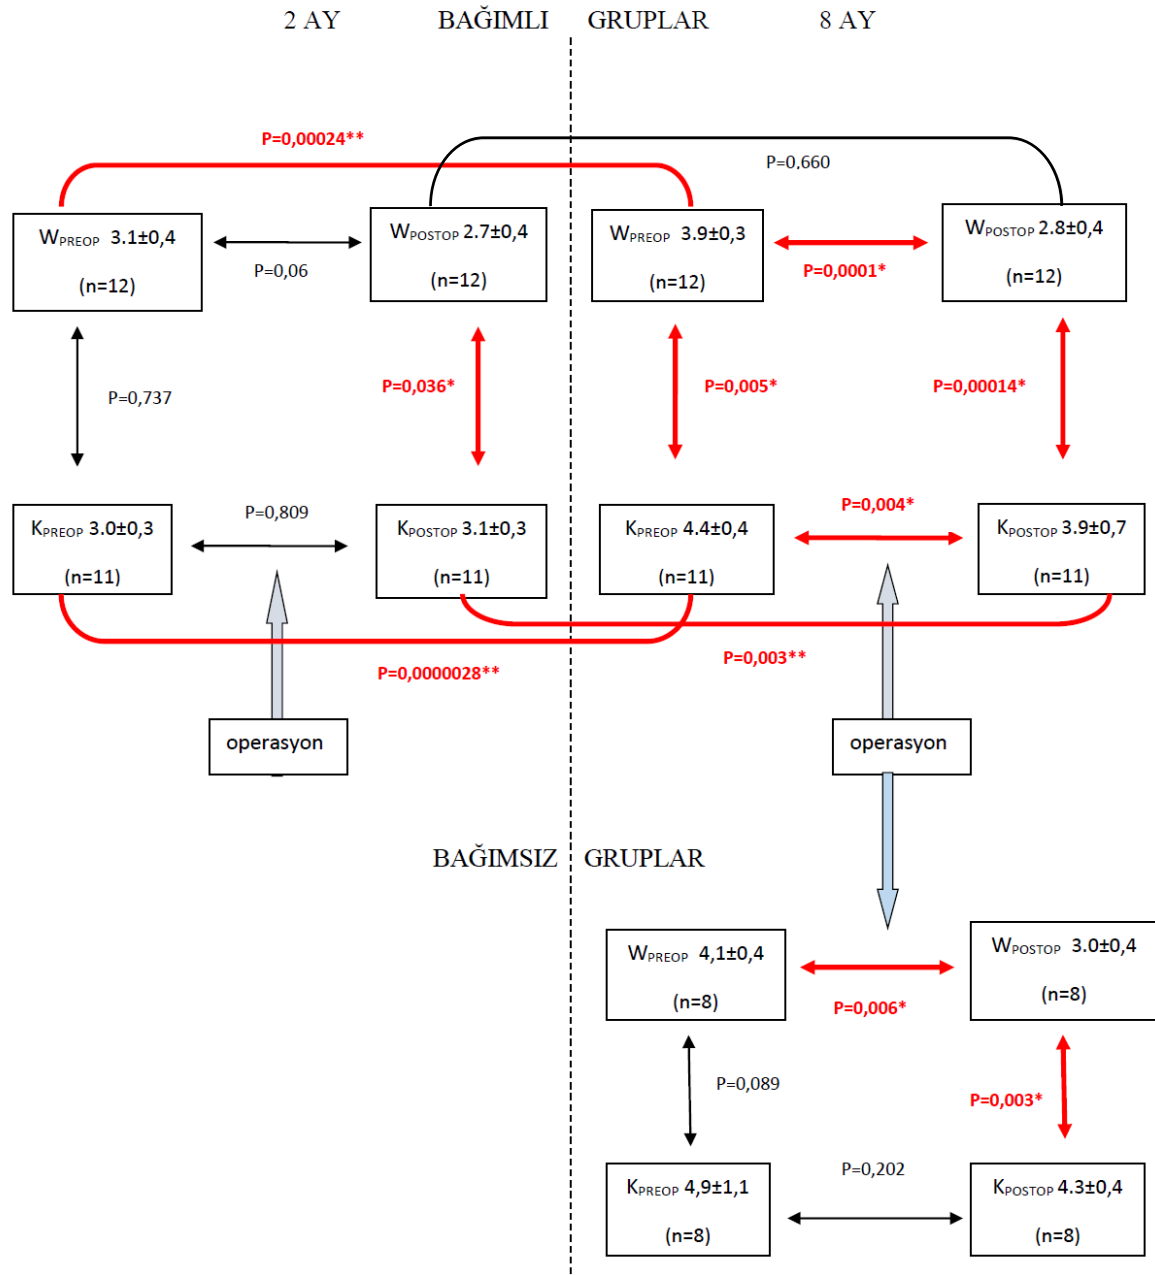 2 AY BAĞIMLI GRUPLAR 8 AY
P=0,00024**
P=0,660
WPREOP 3.1±0,4
(n=12)
P=0,06
WPOSTOP 2.7±0,4
(n=12)
WPREOP 3.9±0,3
(n=12)
P=0,0001*
WPOSTOP 2.8±0,4
(n=12)
P=0,737
P=0,036*
P=0,005*
P=0,00014*
KPREOP 3.0±0,3
(n=11)
P=0,809
KPOSTOP 3.1±0,3
(n=11)
KPREOP 4.4±0,4
(n=11)
P=0,004*
KPOSTOP 3.9±0,7
(n=11)
P=0,0000028**
P=0,003**
operasyon
operasyon
BAĞIMSIZ GRUPLAR
WPREOP 4,1±0,4
(n=8)
P=0,006*
WPOSTOP 3.0±0,4
(n=8)
P=0,089
P=0,003*
KPREOP 4,9±1,1
(n=8)
P=0,202
KPOSTOP 4.3±0,4
(n=8)